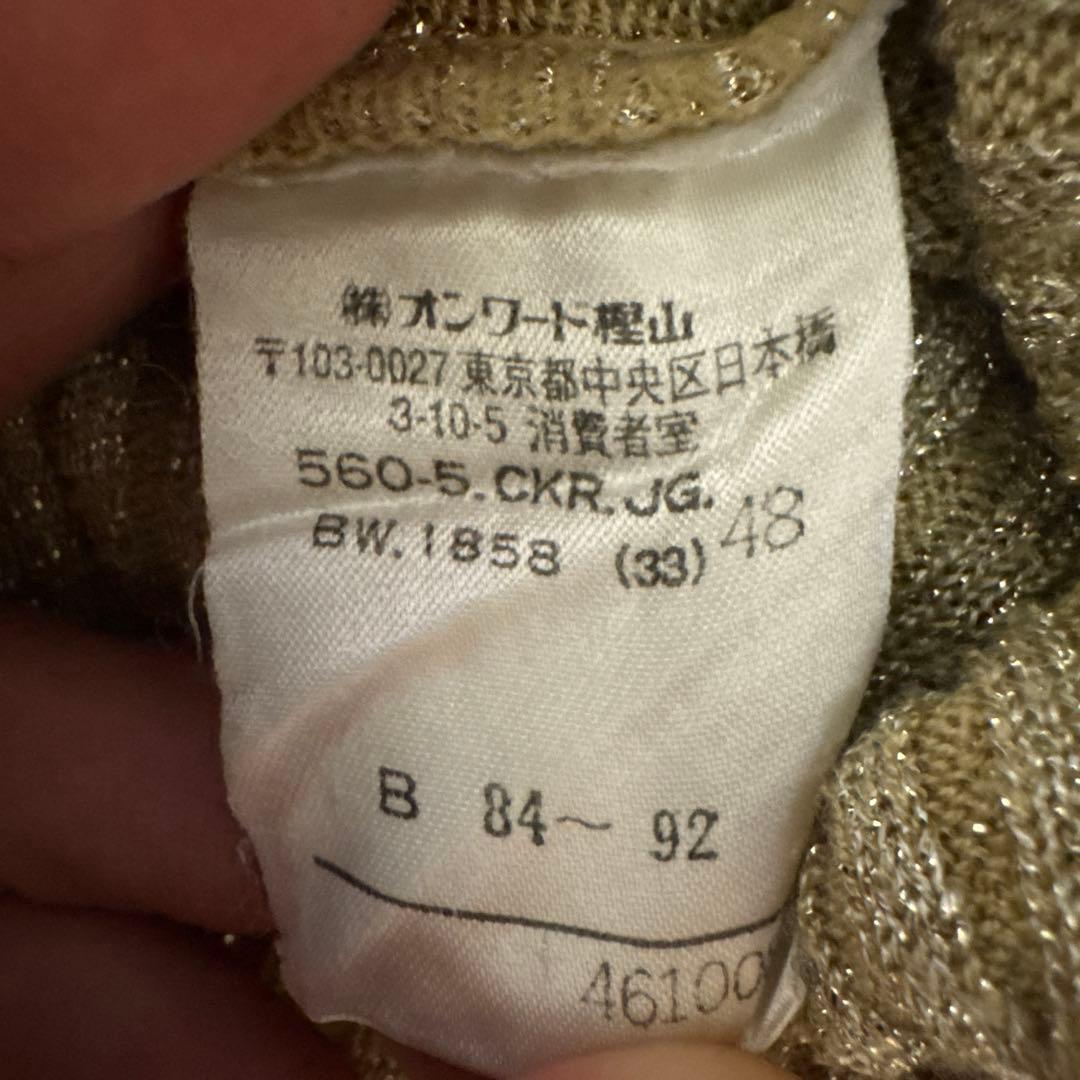 ㈱オンワード樫山
〒103-0027 東京都中央区日本橋
3-10-5 消費者室
560-5.CKR.JG.
BW.1858 (33) 48
B 84～92
46100